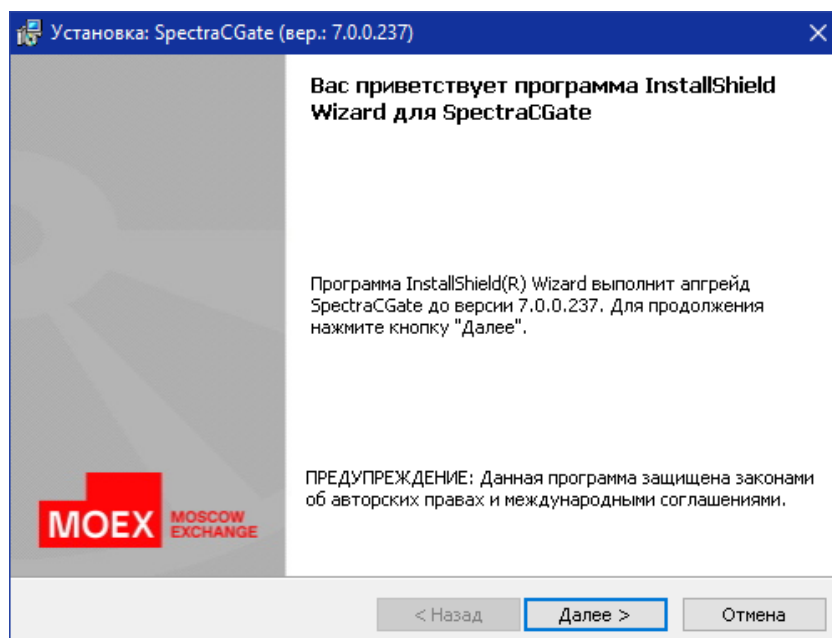 Установка: SpectraCGate (вер.: 7.0.0.237)
Вас приветствует программа InstallShield
Wizard для SpectraCGate
Программа InstallShield(R) Wizard выполнит апгрейд
SpectraCGate до версии 7.0.0.237. Для продолжения
нажмите кнопку "Далее".
ПРЕДУПРЕЖДЕНИЕ: Данная программа защищена законами
об авторских правах и международными соглашениями.
MOEX MOSCOW
EXCHANGE
< Назад Далее > Отмена